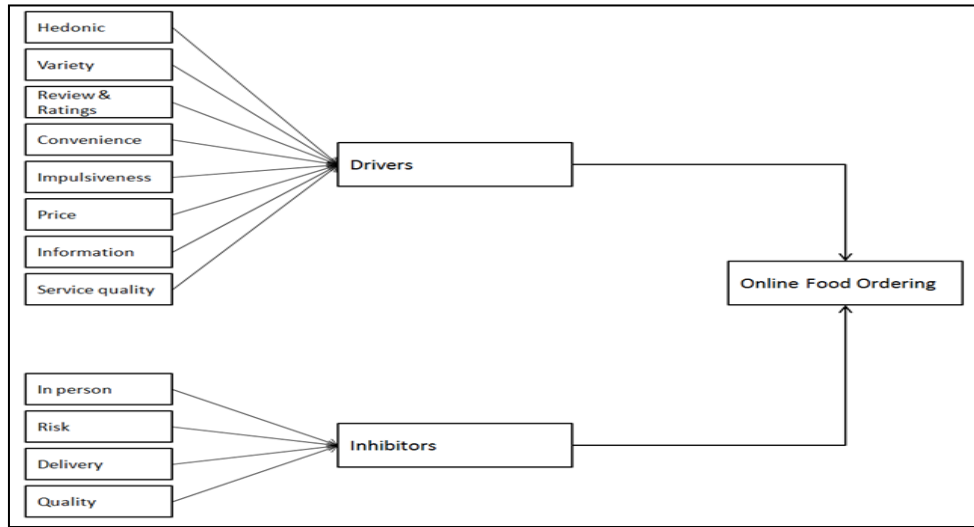 Hedonic
Variety
Review &
Ratings
Convenience
Impulsiveness
Price
Information
Service quality
Drivers
Online Food Ordering
In person
Risk
Delivery
Quality
Inhibitors